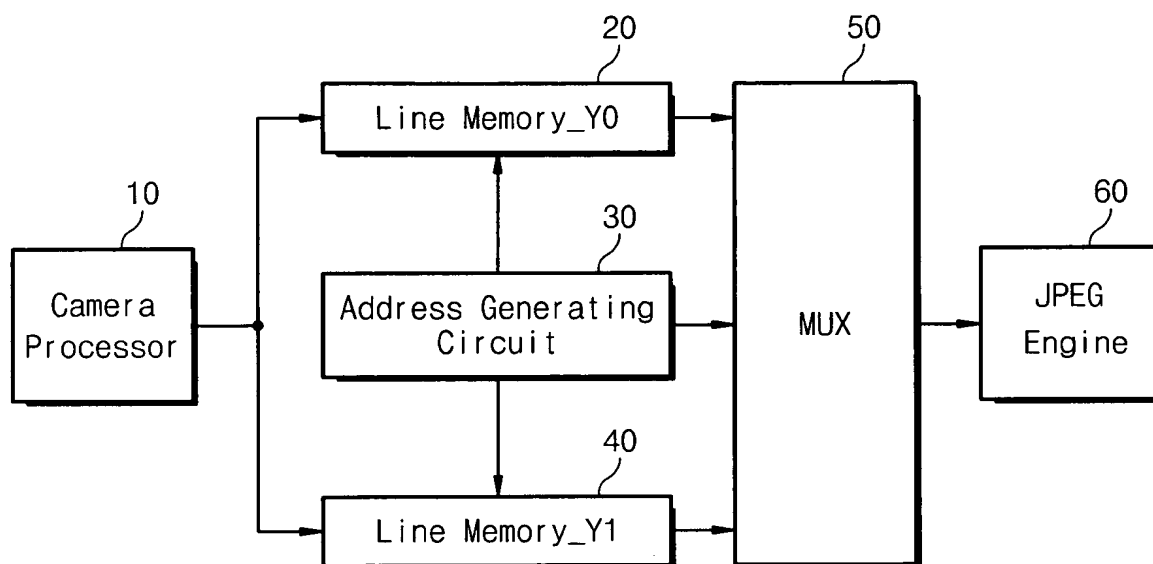 20
Line Memory_Y0
50
10
Camera
Processor
30
Address Generating
Circuit
MUX
60
JPEG
Engine
40
Line Memory_Y1